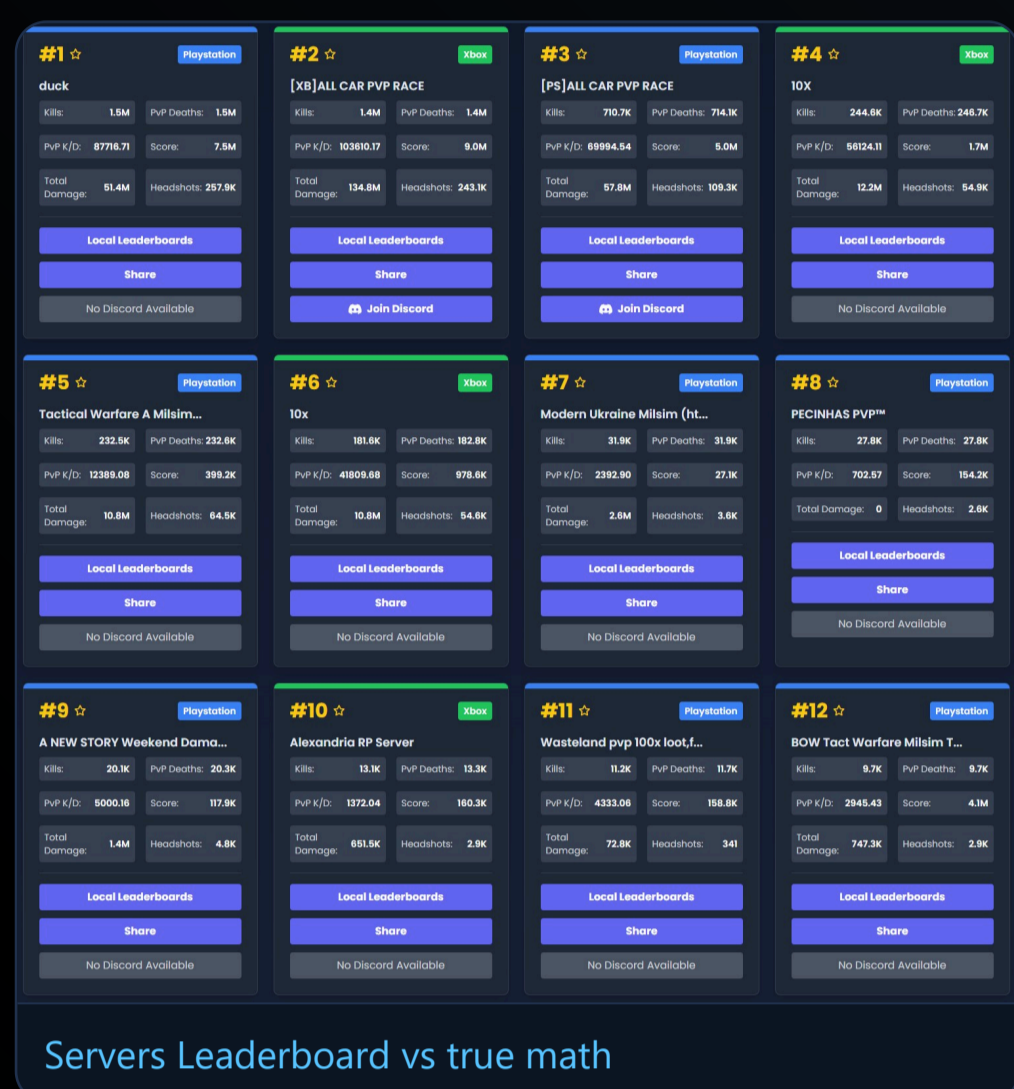 #1 Playstation
duck
Kills: 1.5M PvP Deaths: 1.5M
PvP K/D: 87716.71 Score: 7.5M
Total Damage: 51.4M Headshots: 257.9K
Local Leaderboards
Share
No Discord Available
#2 Xbox
[XB]ALL CAR PVP RACE
Kills: 1.4M PvP Deaths: 1.4M
PvP K/D: 103610.17 Score: 9.0M
Total Damage: 134.8M Headshots: 243.1K
Local Leaderboards
Share
Join Discord
#3 Playstation
[PS]ALL CAR PVP RACE
Kills: 710.7K PvP Deaths: 714.1K
PvP K/D: 69994.54 Score: 5.0M
Total Damage: 57.8M Headshots: 109.3K
Local Leaderboards
Share
Join Discord
#4 Xbox
10X
Kills: 244.6K PvP Deaths: 246.7K
PvP K/D: 56124.11 Score: 1.7M
Total Damage: 12.2M Headshots: 54.9K
Local Leaderboards
Share
No Discord Available
#5 Playstation
Tactical Warfare A Milsim...
Kills: 232.5K PvP Deaths: 232.6K
PvP K/D: 12389.08 Score: 399.2K
Total Damage: 10.8M Headshots: 64.5K
Local Leaderboards
Share
No Discord Available
#6 Xbox
10x
Kills: 181.6K PvP Deaths: 182.8K
PvP K/D: 41809.68 Score: 978.6K
Total Damage: 10.8M Headshots: 54.6K
Local Leaderboards
Share
No Discord Available
#7 Playstation
Modern Ukraine Milsim (ht...
Kills: 31.9K PvP Deaths: 31.9K
PvP K/D: 2392.90 Score: 27.1K
Total Damage: 2.6M Headshots: 3.6K
Local Leaderboards
Share
No Discord Available
#8 Playstation
PECINHAS PVP™
Kills: 27.8K PvP Deaths: 27.8K
PvP K/D: 702.57 Score: 154.2K
Total Damage: 0 Headshots: 2.6K
Local Leaderboards
Share
No Discord Available
#9 Playstation
A NEW STORY Weekend Dama...
Kills: 20.1K PvP Deaths: 20.3K
PvP K/D: 5000.16 Score: 117.9K
Total Damage: 1.4M Headshots: 4.8K
Local Leaderboards
Share
No Discord Available
#10 Xbox
Alexandria RP Server
Kills: 13.1K PvP Deaths: 13.3K
PvP K/D: 1372.04 Score: 160.3K
Total Damage: 651.5K Headshots: 2.9K
Local Leaderboards
Share
No Discord Available
#11 Playstation
Wasteland pvp 100x loot,f...
Kills: 11.2K PvP Deaths: 11.7K
PvP K/D: 4333.06 Score: 158.8K
Total Damage: 72.8K Headshots: 341
Local Leaderboards
Share
No Discord Available
#12 Playstation
BOW Tact Warfare Milsim T...
Kills: 9.7K PvP Deaths: 9.7K
PvP K/D: 2945.43 Score: 4.1M
Total Damage: 747.3K Headshots: 2.9K
Local Leaderboards
Share
No Discord Available
Servers Leaderboard vs true math